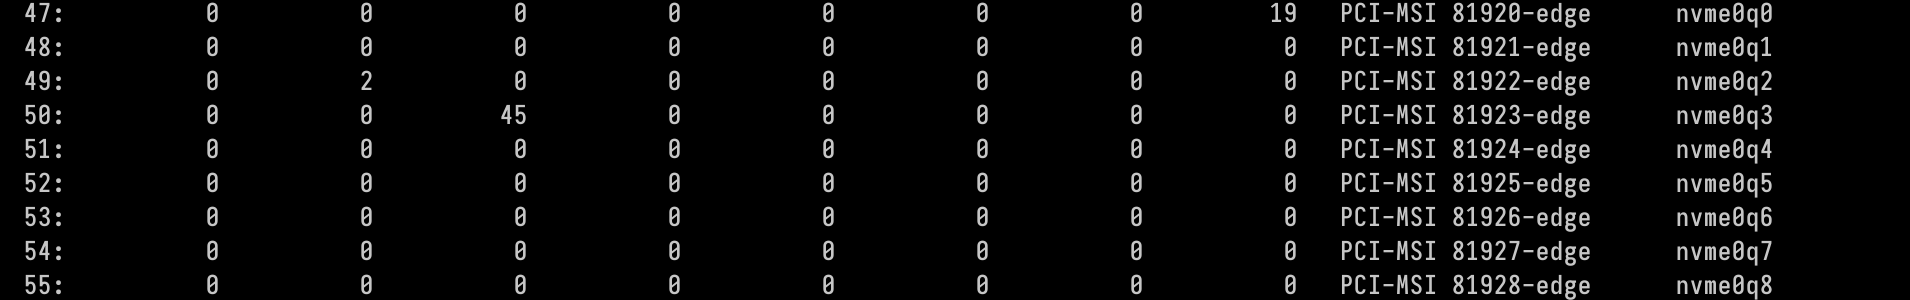 47: 0 0 0 0 0 0 0 19 PCI-MSI 81920-edge nvme0q0
48: 0 0 0 0 0 0 0 0 PCI-MSI 81921-edge nvme0q1
49: 0 2 0 0 0 0 0 0 PCI-MSI 81922-edge nvme0q2
50: 0 0 45 0 0 0 0 0 PCI-MSI 81923-edge nvme0q3
51: 0 0 0 0 0 0 0 0 PCI-MSI 81924-edge nvme0q4
52: 0 0 0 0 0 0 0 0 PCI-MSI 81925-edge nvme0q5
53: 0 0 0 0 0 0 0 0 PCI-MSI 81926-edge nvme0q6
54: 0 0 0 0 0 0 0 0 PCI-MSI 81927-edge nvme0q7
55: 0 0 0 0 0 0 0 0 PCI-MSI 81928-edge nvme0q8